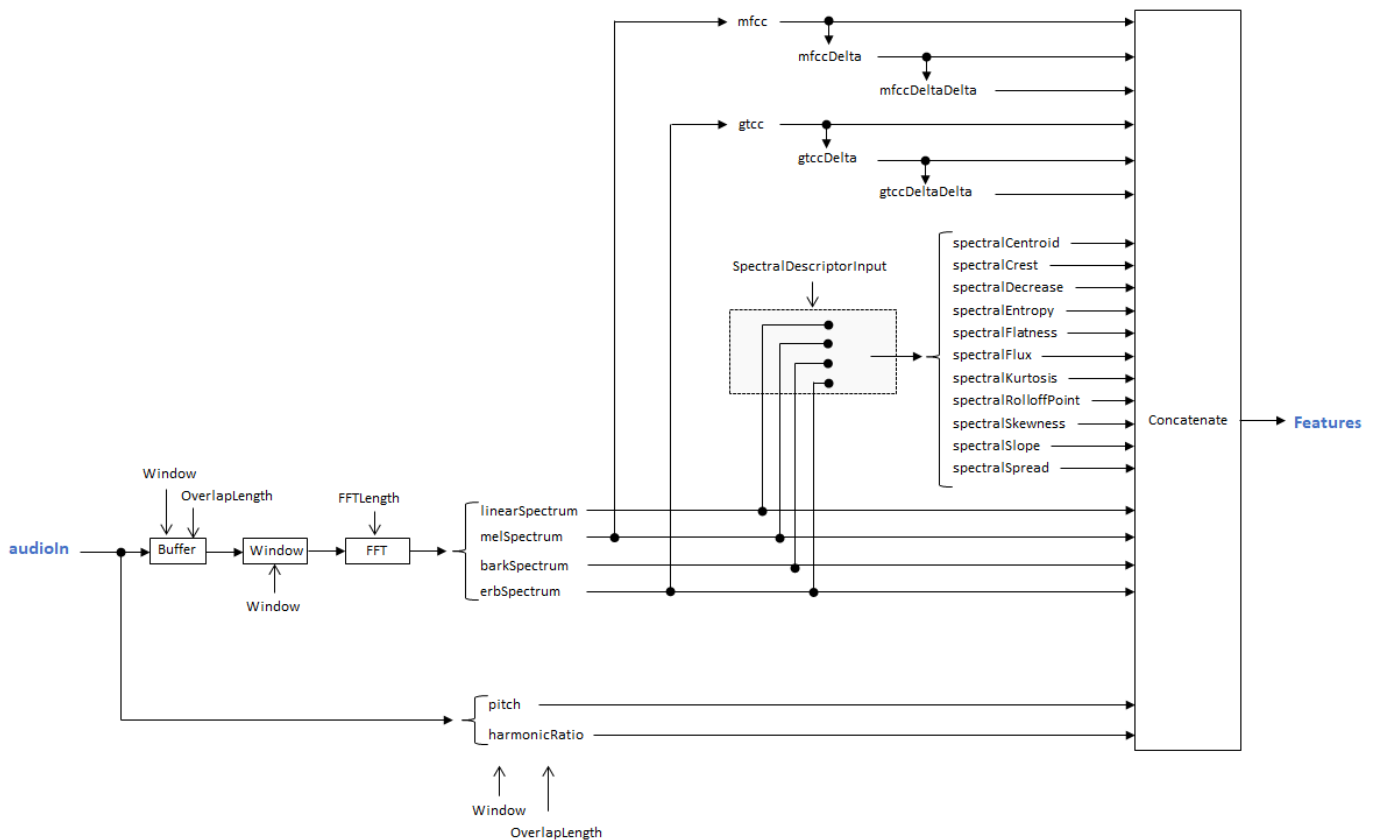 mfcc
mfccDelta
mfccDeltaDelta
gtcc
gtccDelta
gtccDeltaDelta
SpectralDescriptorInput
spectralCentroid
spectralCrest
spectralDecrease
spectralEntropy
spectralFlatness
spectralFlux
spectralKurtosis
spectralRolloffPoint
spectralSkewness
spectralSlope
spectralSpread
Concatenate
Features
Window
OverlapLength
FFTLength
audioIn
Buffer
Window
FFT
Window
linearSpectrum
melSpectrum
barkSpectrum
erbSpectrum
pitch
harmonicRatio
Window
OverlapLength